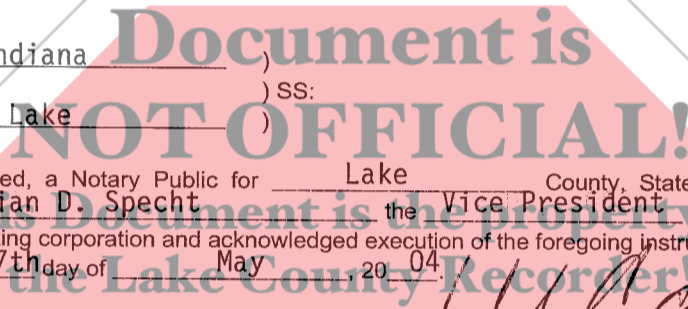 Document is
ndiana )
) SS:
Lake )
NOT OFFICIAL!
ed, a Notary Public for Lake County, State
ian D. Specht the Vice President
s Document is the property
ing corporation and acknowledged execution of the foregoing instr
7th day of May , 20 04.
the Lake County Recorder!